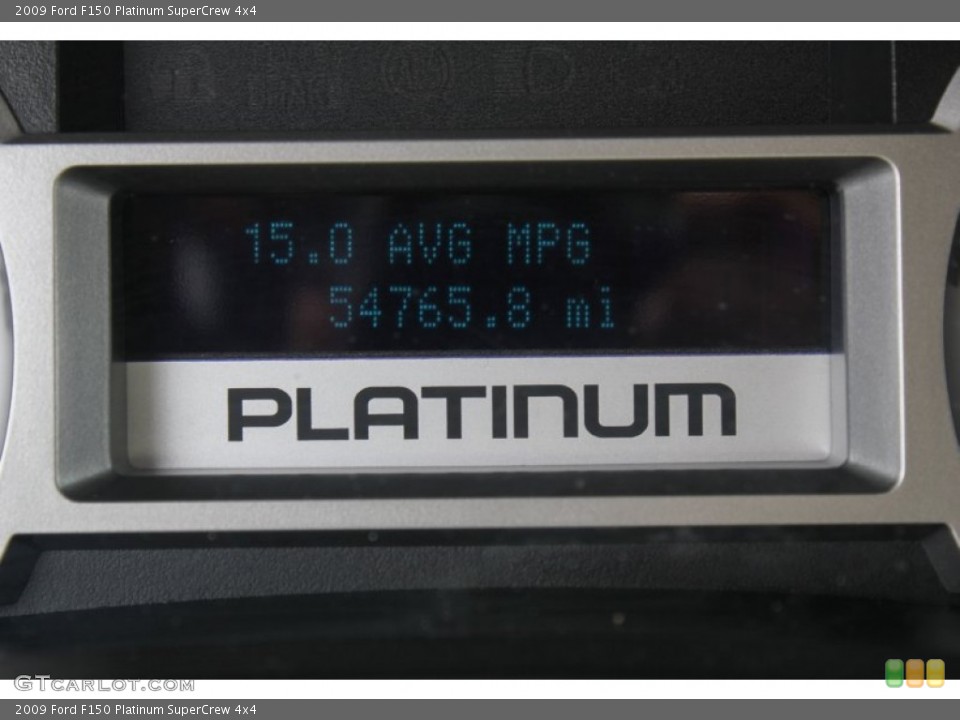 2009 Ford F150 Platinum SuperCrew 4x4
15.0 AVG MPG
54765.8 mi
PLATINUM
GTCARLOT.COM
2009 Ford F150 Platinum SuperCrew 4x4